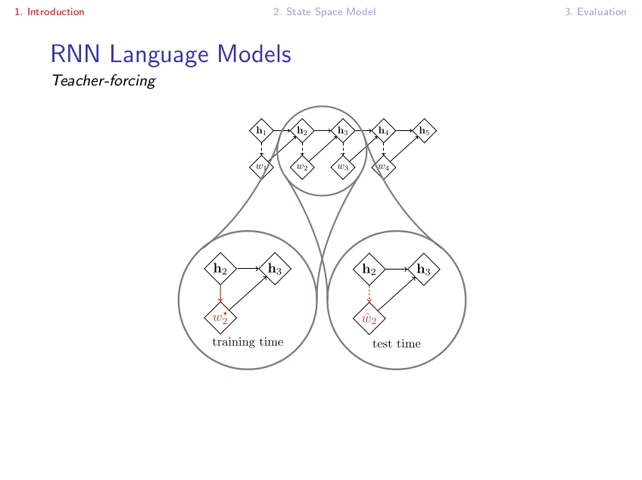 1. Introduction 2. State Space Model 3. Evaluation
RNN Language Models
Teacher-forcing
h₁ h₂ h₃ h₄ h₅
w₁ w₂ w₃ w₄
h₂ h₃ h₂ h₃
w₂* ŵ₂
training time test time